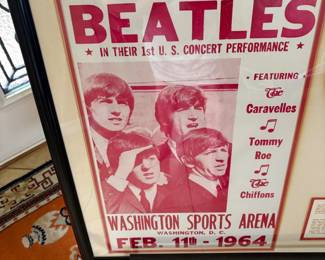 BEATLES
★ IN THEIR 1st U.S. CONCERT PERFORMANCE ★
· FEATURING ·
The
Caravelles
Tommy
Roe
The
Chiffons
WASHINGTON SPORTS ARENA
WASHINGTON, D.C.
FEB. 11th - 1964